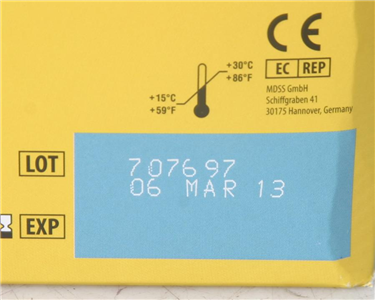 CE
+30°C
+86°F
EC REP
+15°C
+59°F
MDSS GmbH
Schiffgraben 41
30175 Hannover, Germany
LOT
707697
06 MAR 13
EXP